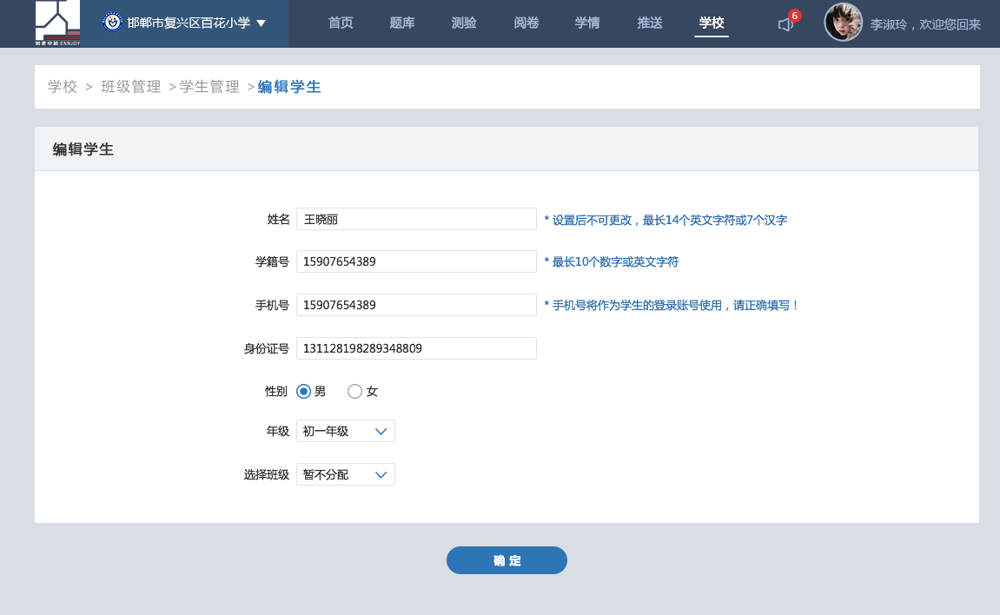 邯郸市复兴区百花小学 首页 题库 测验 阅卷 学情 推送 学校 6 李淑玲，欢迎您回来
学校 > 班级管理 > 学生管理 > 编辑学生
编辑学生
姓名 王晓丽 * 设置后不可更改，最长14个英文字符或7个汉字
学籍号 15907654389 * 最长10个数字或英文字符
手机号 15907654389 * 手机号将作为学生的登录账号使用，请正确填写！
身份证号 131128198289348809
性别 男 女
年级 初一年级
选择班级 暂不分配
确定